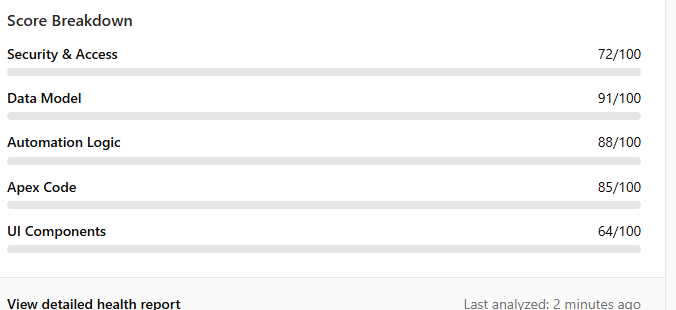 Score Breakdown
Security & Access 72/100
Data Model 91/100
Automation Logic 88/100
Apex Code 85/100
UI Components 64/100
View detailed health report Last analyzed: 2 minutes ago